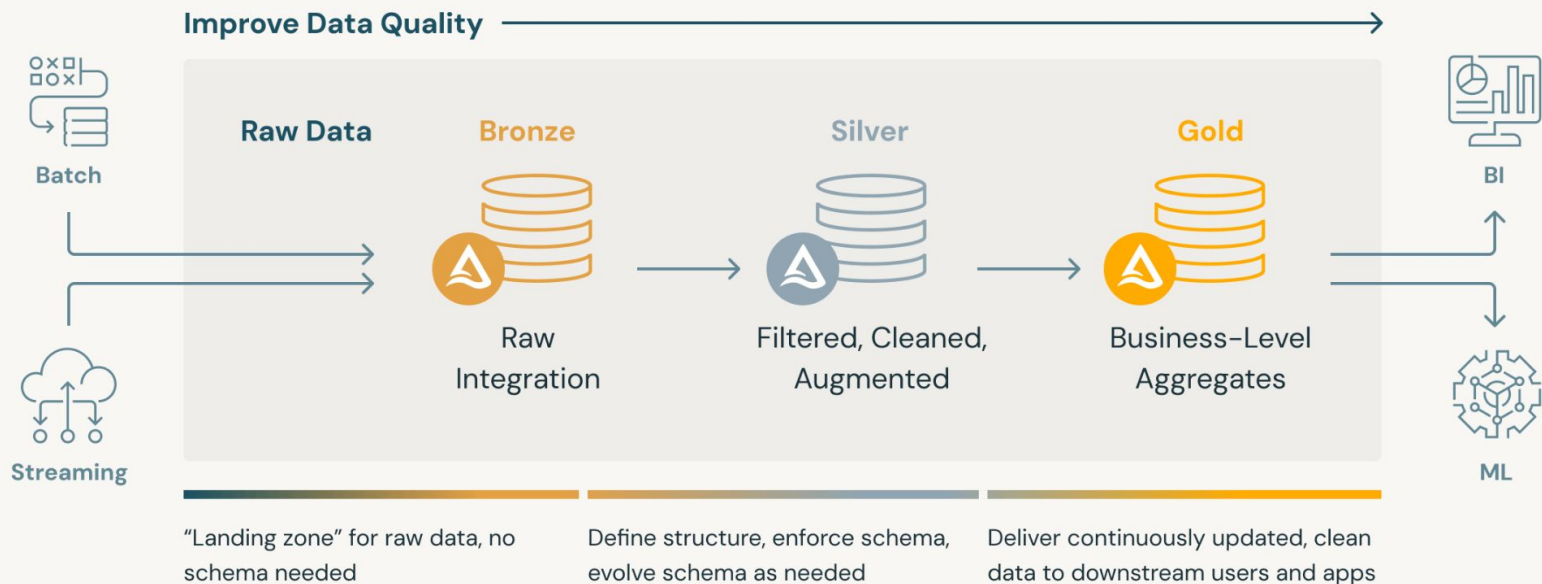 Improve Data Quality
Batch
Streaming
Raw Data
Bronze
Silver
Gold
Raw
Integration
Filtered, Cleaned,
Augmented
Business-Level
Aggregates
BI
ML
“Landing zone” for raw data, no
schema needed
Define structure, enforce schema,
evolve schema as needed
Deliver continuously updated, clean
data to downstream users and apps